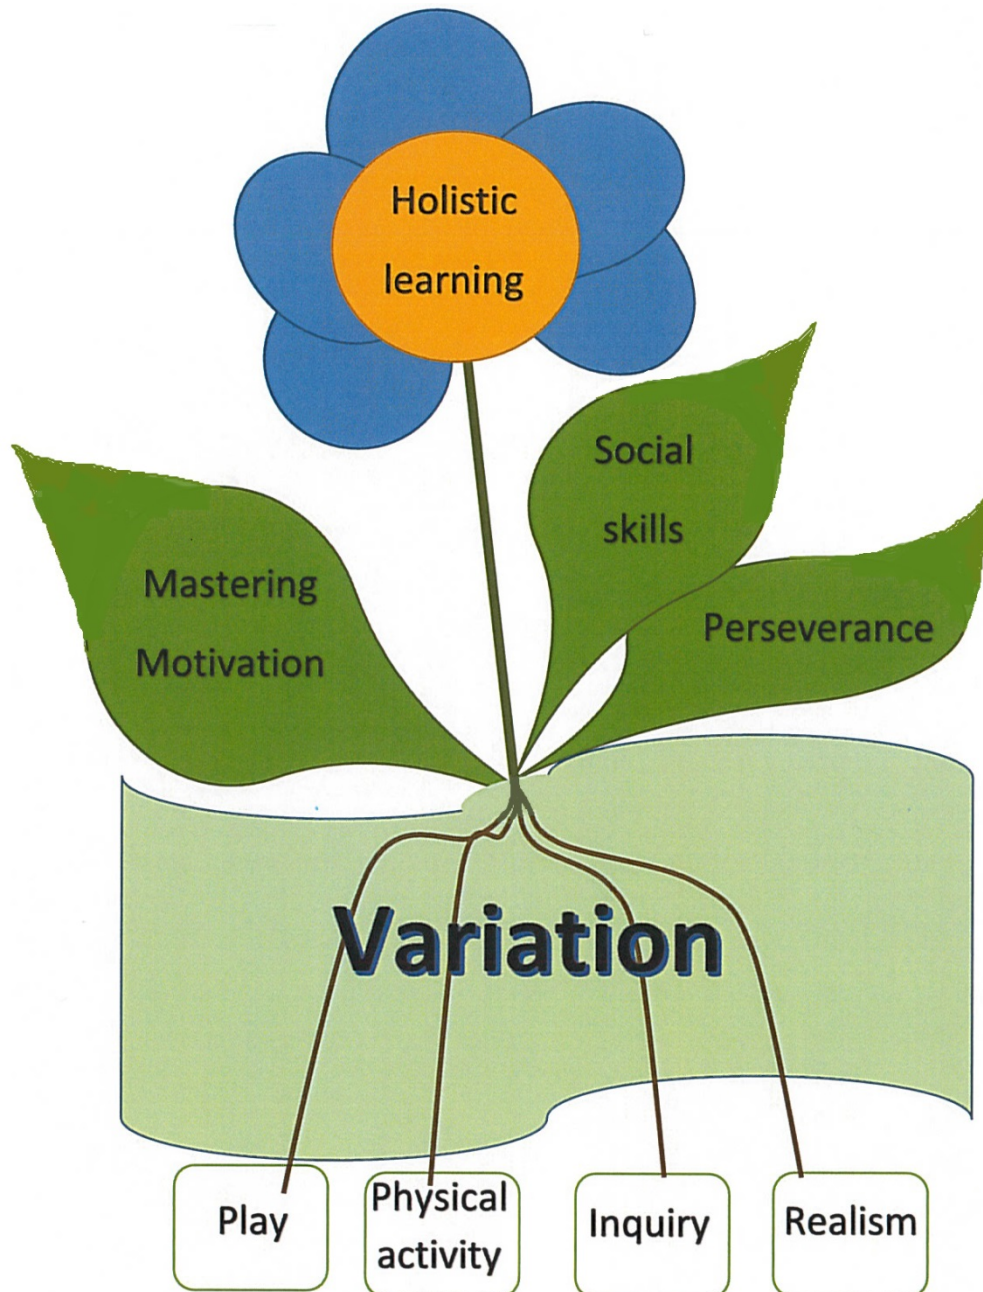 Holistic
learning
Social
skills
Mastering
Motivation
Perseverance
Variation
Play
Physical
activity
Inquiry
Realism